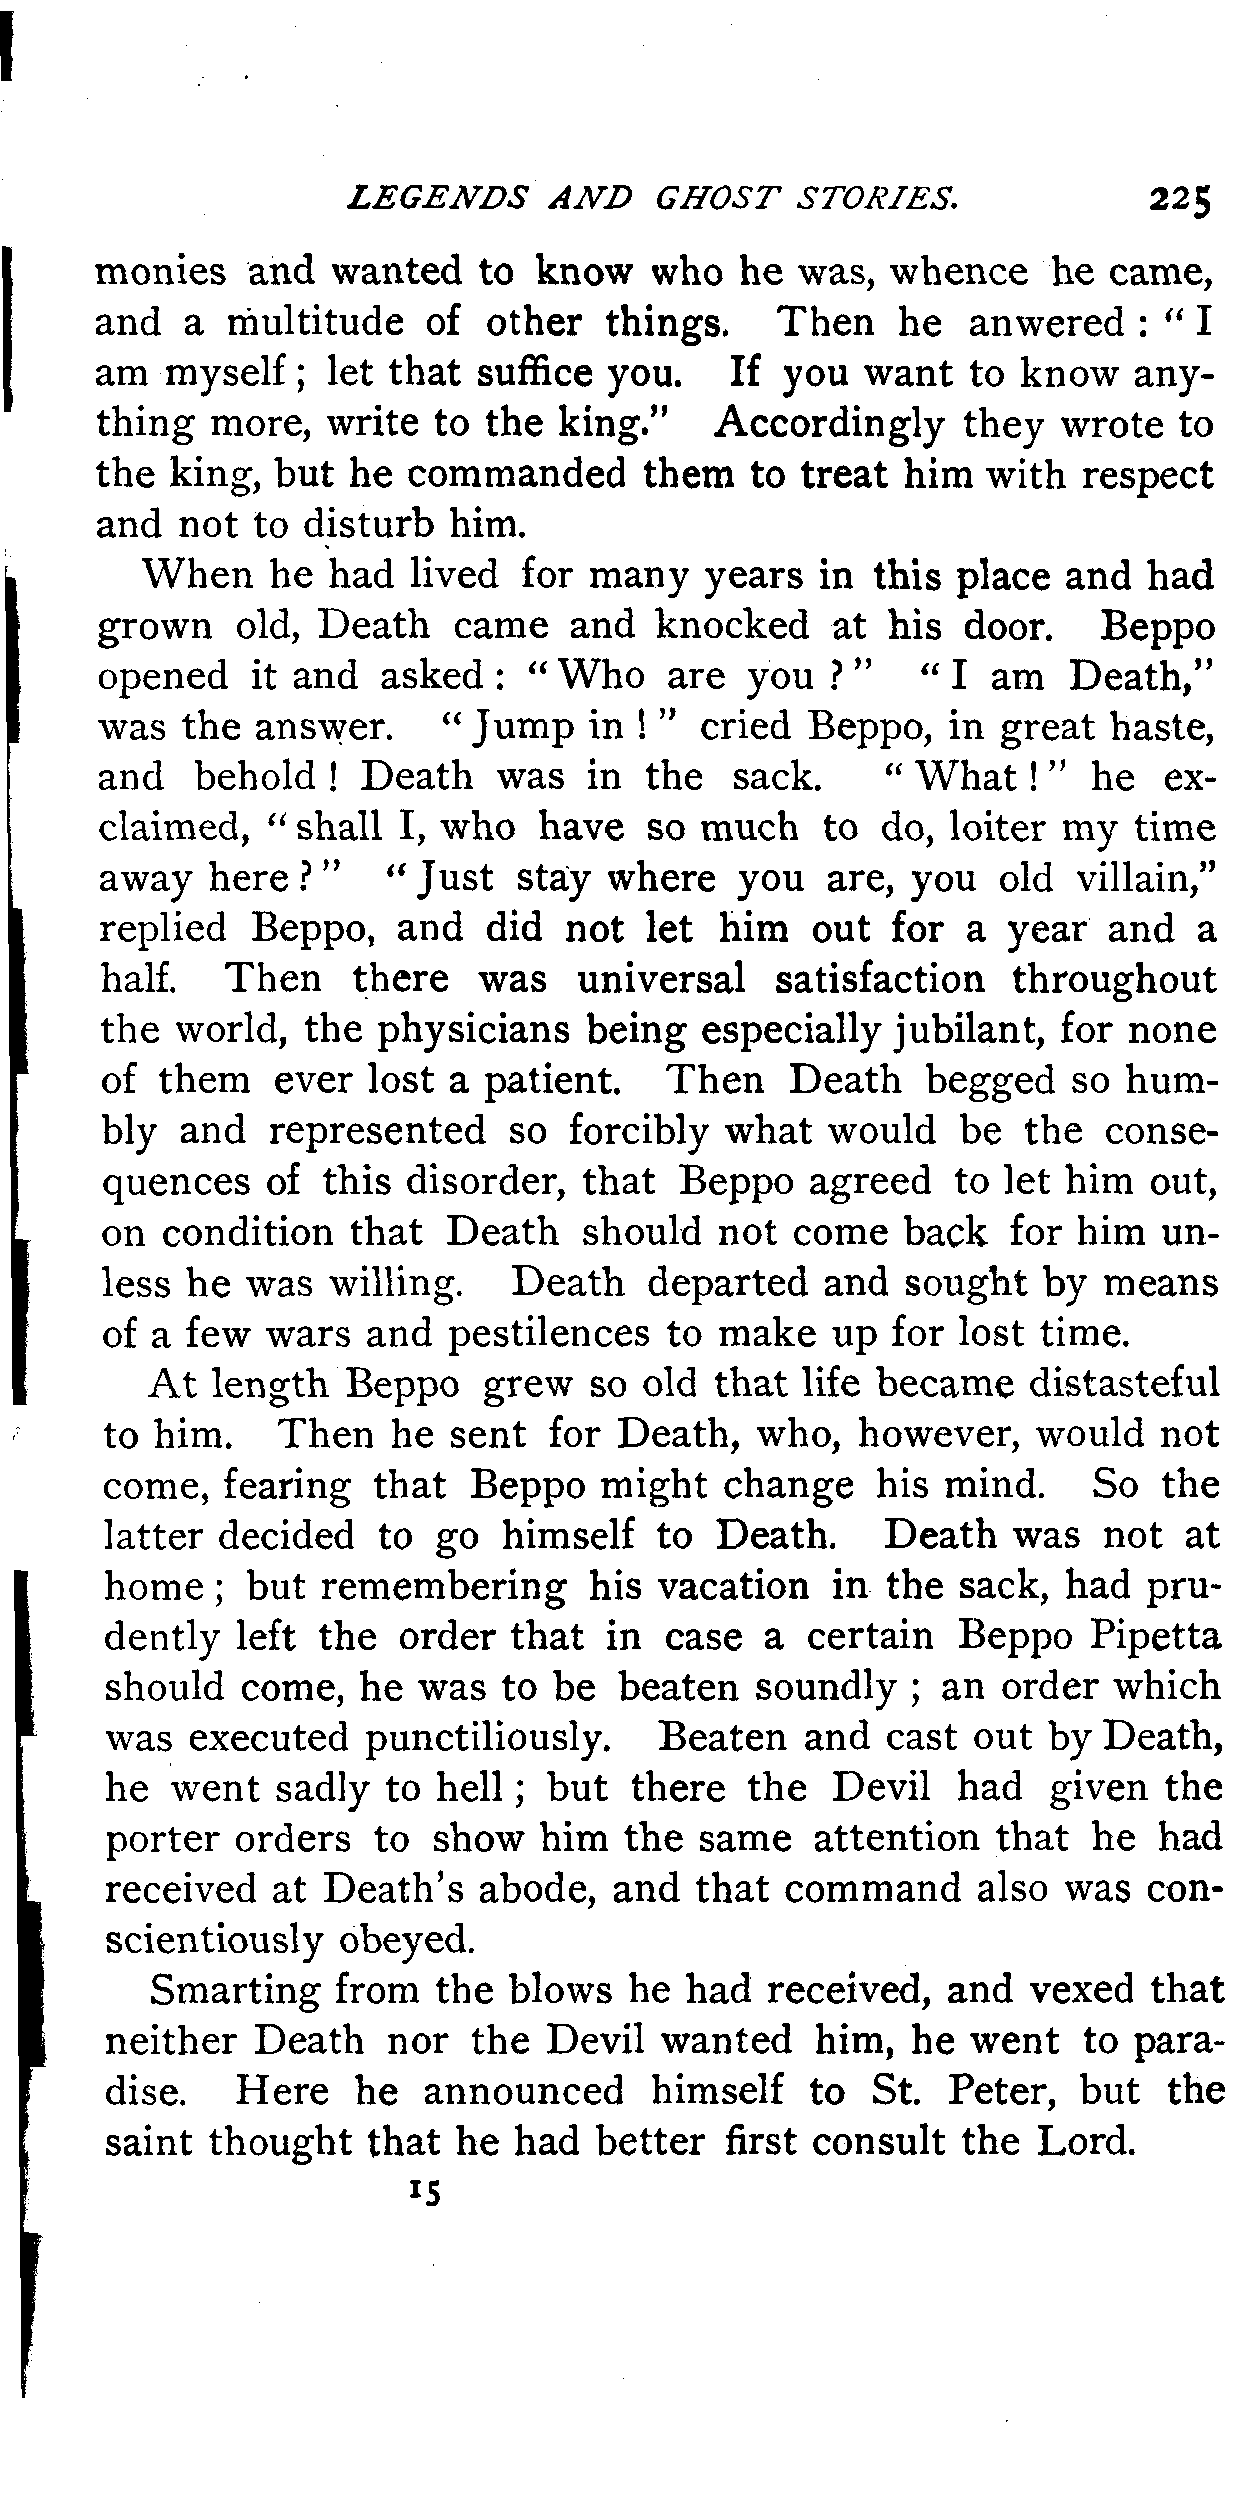 LEGENDS AND GHOST STORIES. 225
monies and wanted to know who he was, whence he came,
and a multitude of other things. Then he anwered : " I
am myself ; let that suffice you. If you want to know any-
thing more, write to the king." Accordingly they wrote to
the king, but he commanded them to treat him with respect
and not to disturb him.
When he had lived for many years in this place and had
grown old, Death came and knocked at his door. Beppo
opened it and asked : " Who are you ? " " I am Death,"
was the answer. " Jump in ! " cried Beppo, in great haste,
and behold ! Death was in the sack. " What ! " he ex-
claimed, " shall I, who have so much to do, loiter my time
away here ? " " Just stay where you are, you old villain,"
replied Beppo, and did not let him out for a year and a
half. Then there was universal satisfaction throughout
the world, the physicians being especially jubilant, for none
of them ever lost a patient. Then Death begged so hum-
bly and represented so forcibly what would be the conse-
quences of this disorder, that Beppo agreed to let him out,
on condition that Death should not come back for him un-
less he was willing. Death departed and sought by means
of a few wars and pestilences to make up for lost time.
At length Beppo grew so old that life became distasteful
to him. Then he sent for Death, who, however, would not
come, fearing that Beppo might change his mind. So the
latter decided to go himself to Death. Death was not at
home ; but remembering his vacation in the sack, had pru-
dently left the order that in case a certain Beppo Pipetta
should come, he was to be beaten soundly ; an order which
was executed punctiliously. Beaten and cast out by Death,
he went sadly to hell ; but there the Devil had given the
porter orders to show him the same attention that he had
received at Death's abode, and that command also was con-
scientiously obeyed.
Smarting from the blows he had received, and vexed that
neither Death nor the Devil wanted him, he went to para-
dise. Here he announced himself to St. Peter, but the
saint thought that he had better first consult the Lord.
15